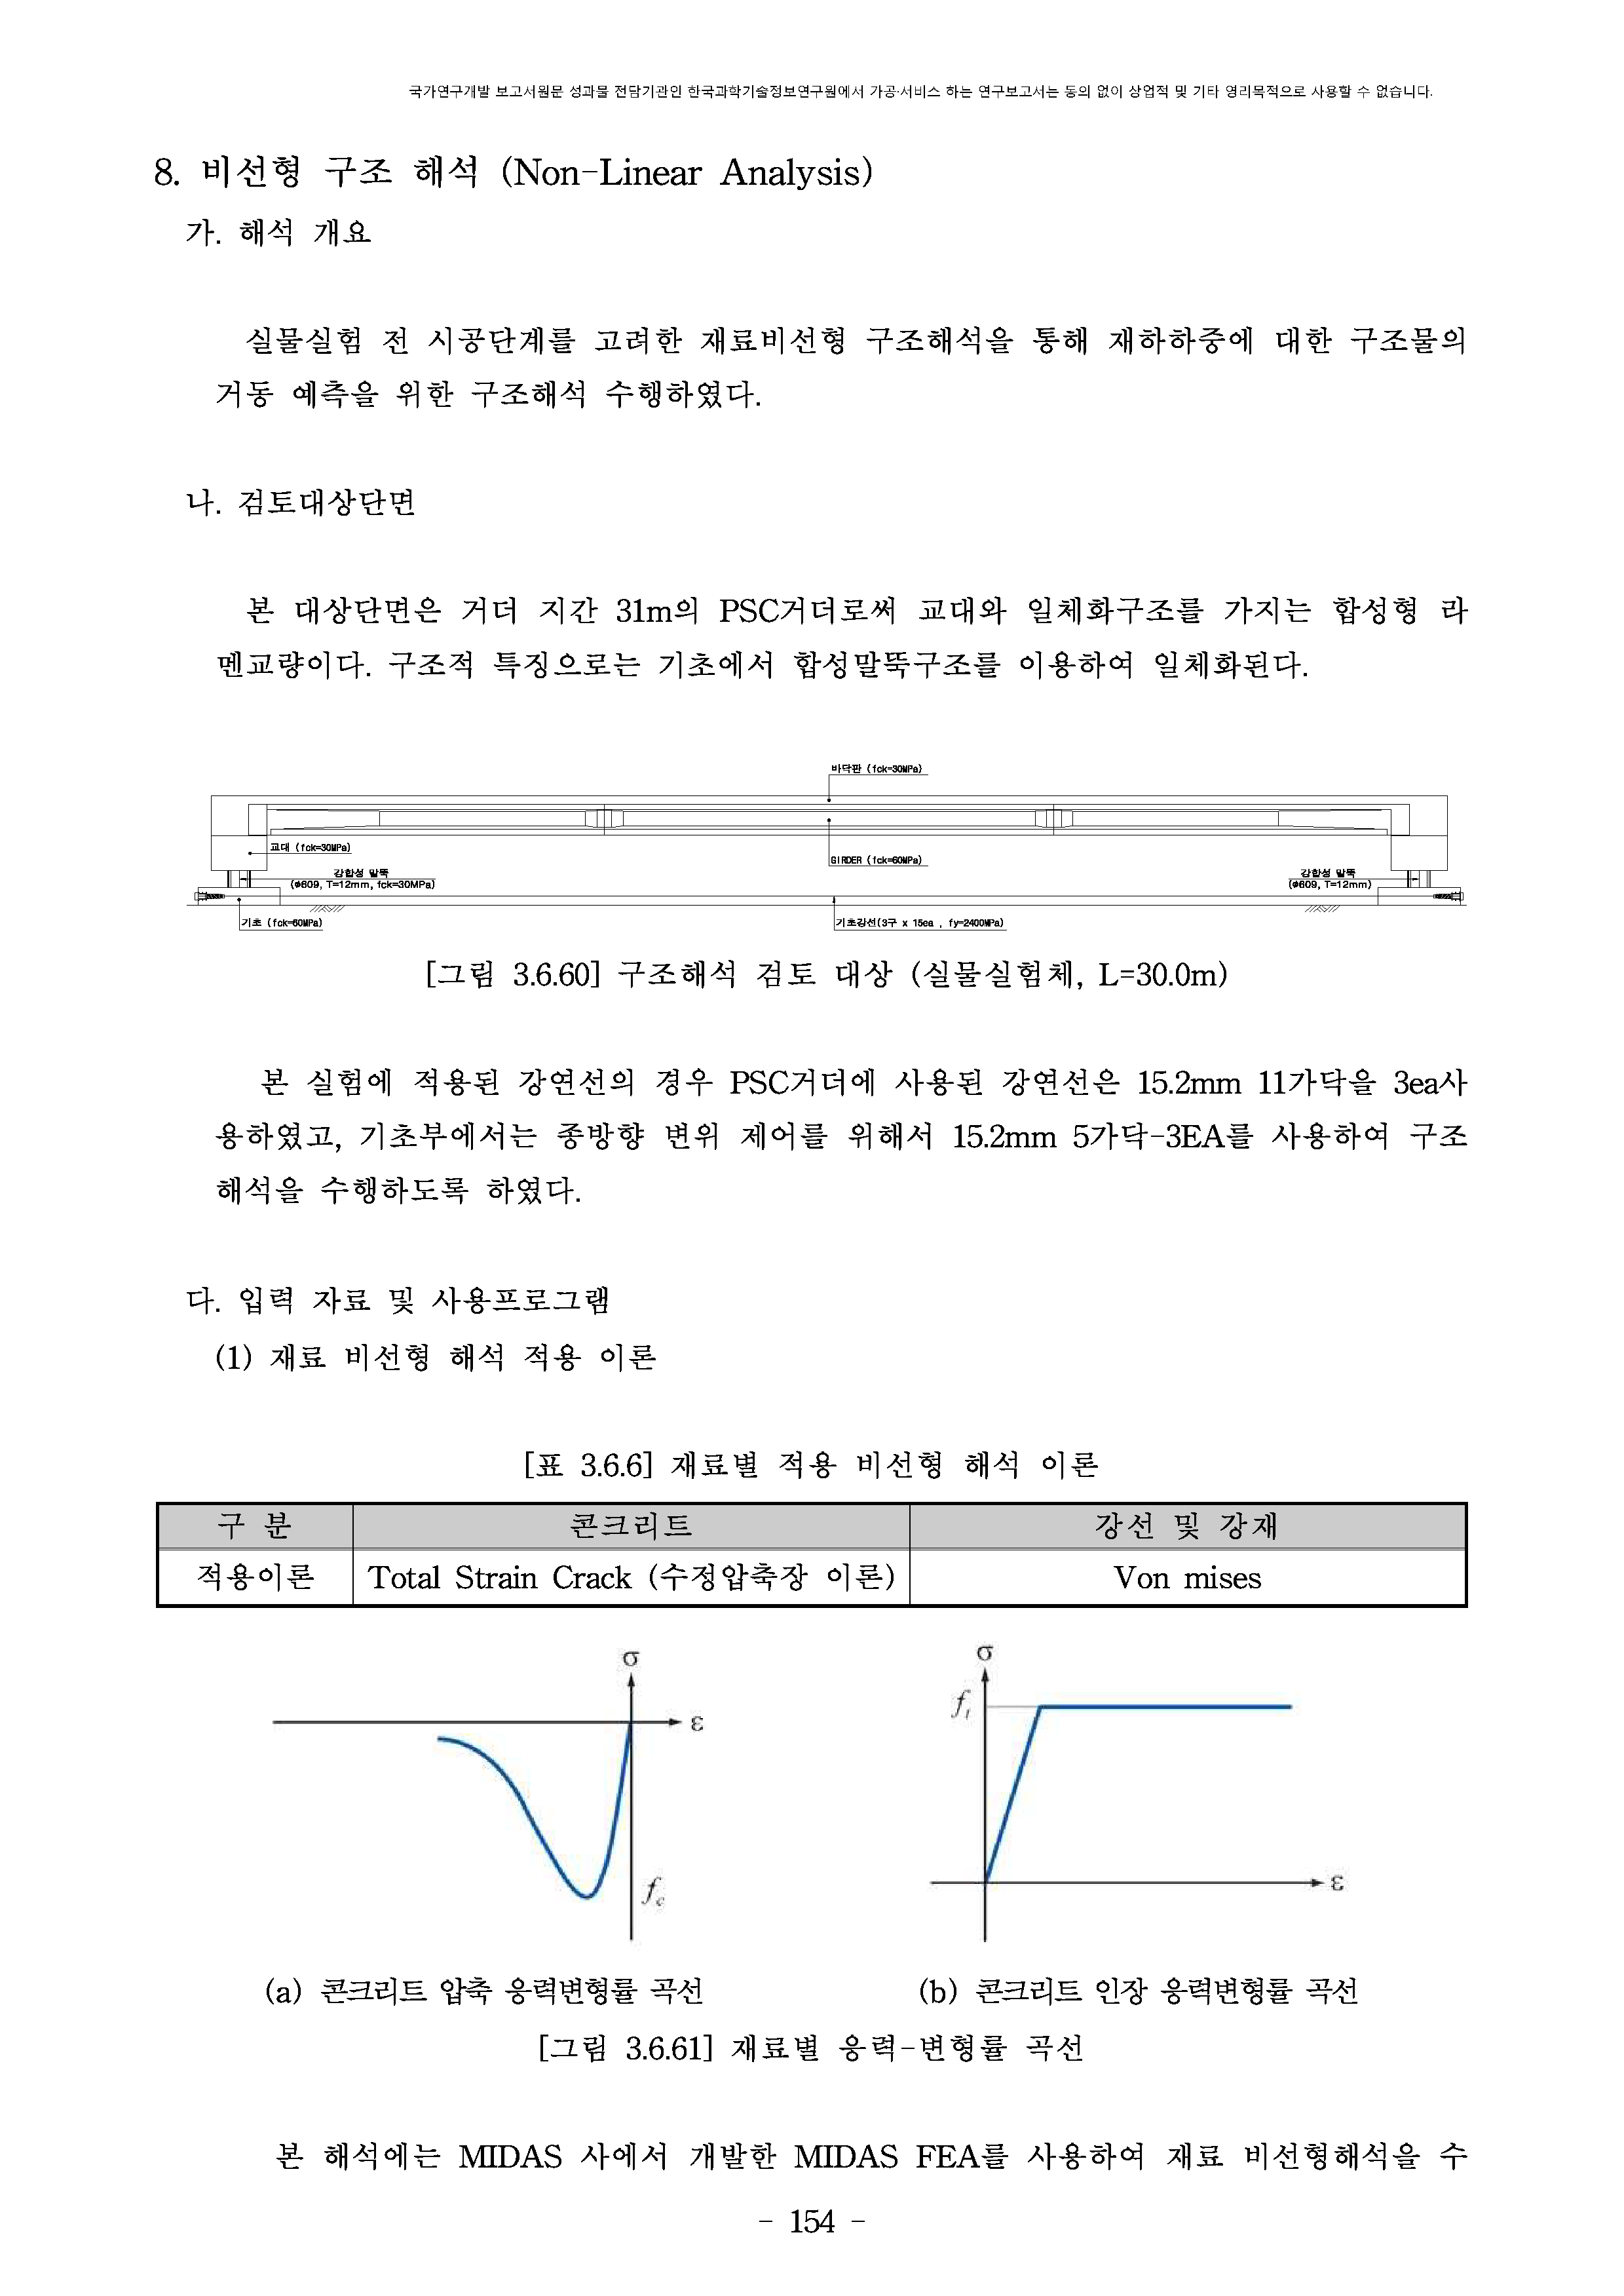 국가연구개발 보고서원문 성과물 전담기관인 한국과학기술정보연구원에서 가공·서비스 하는 연구보고서는 동의 없이 상업적 및 기타 영리목적으로 사용할 수 없습니다.
8. 비선형 구조 해석 (Non-Linear Analysis)
가. 해석 개요
실물실험 전 시공단계를 고려한 재료비선형 구조해석을 통해 재하하중에 대한 구조물의
거동 예측을 위한 구조해석 수행하였다.
나. 검토대상단면
본 대상단면은 거더 지간 31m의 PSC거더로써 교대와 일체화구조를 가지는 합성형 라
멘교량이다. 구조적 특징으로는 기초에서 합성말뚝구조를 이용하여 일체화된다.
바닥판 (fck=30MPa)
교대 (fck=30MPa)
GIRDER (fck=60MPa)
강합성 말뚝
(Φ609, T=12mm, fck=30MPa)
강합성 말뚝
(Φ609, T=12mm)
기초 (fck=60MPa)
기초강선(3구 x 15ea , fy=2400MPa)
[그림 3.6.60] 구조해석 검토 대상 (실물실험체, L=30.0m)
본 실험에 적용된 강연선의 경우 PSC거더에 사용된 강연선은 15.2mm 11가닥을 3ea사
용하였고, 기초부에서는 종방향 변위 제어를 위해서 15.2mm 5가닥-3EA를 사용하여 구조
해석을 수행하도록 하였다.
다. 입력 자료 및 사용프로그램
(1) 재료 비선형 해석 적용 이론
[표 3.6.6] 재료별 적용 비선형 해석 이론
구 분 콘크리트 강선 및 강재
적용이론 Total Strain Crack (수정압축장 이론) Von mises
σ
ε
fc
σ
ft
ε
(a) 콘크리트 압축 응력변형률 곡선
(b) 콘크리트 인장 응력변형률 곡선
[그림 3.6.61] 재료별 응력-변형률 곡선
본 해석에는 MIDAS 사에서 개발한 MIDAS FEA를 사용하여 재료 비선형해석을 수
- 154 -